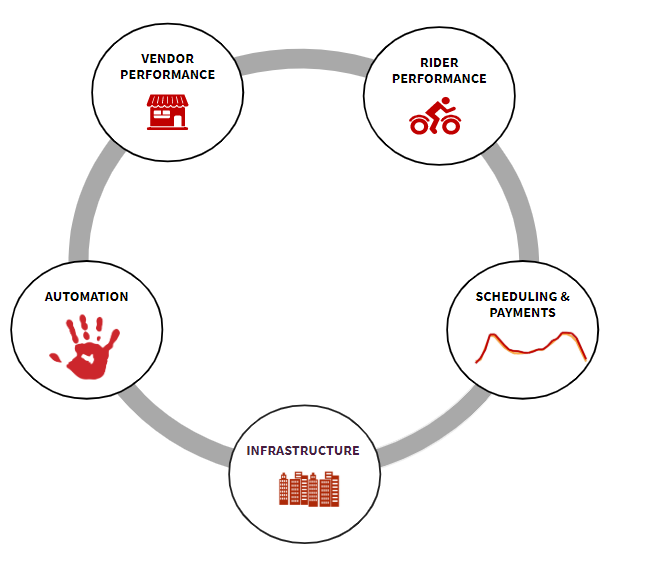 VENDOR
PERFORMANCE
RIDER
PERFORMANCE
AUTOMATION
SCHEDULING &
PAYMENTS
INFRASTRUCTURE